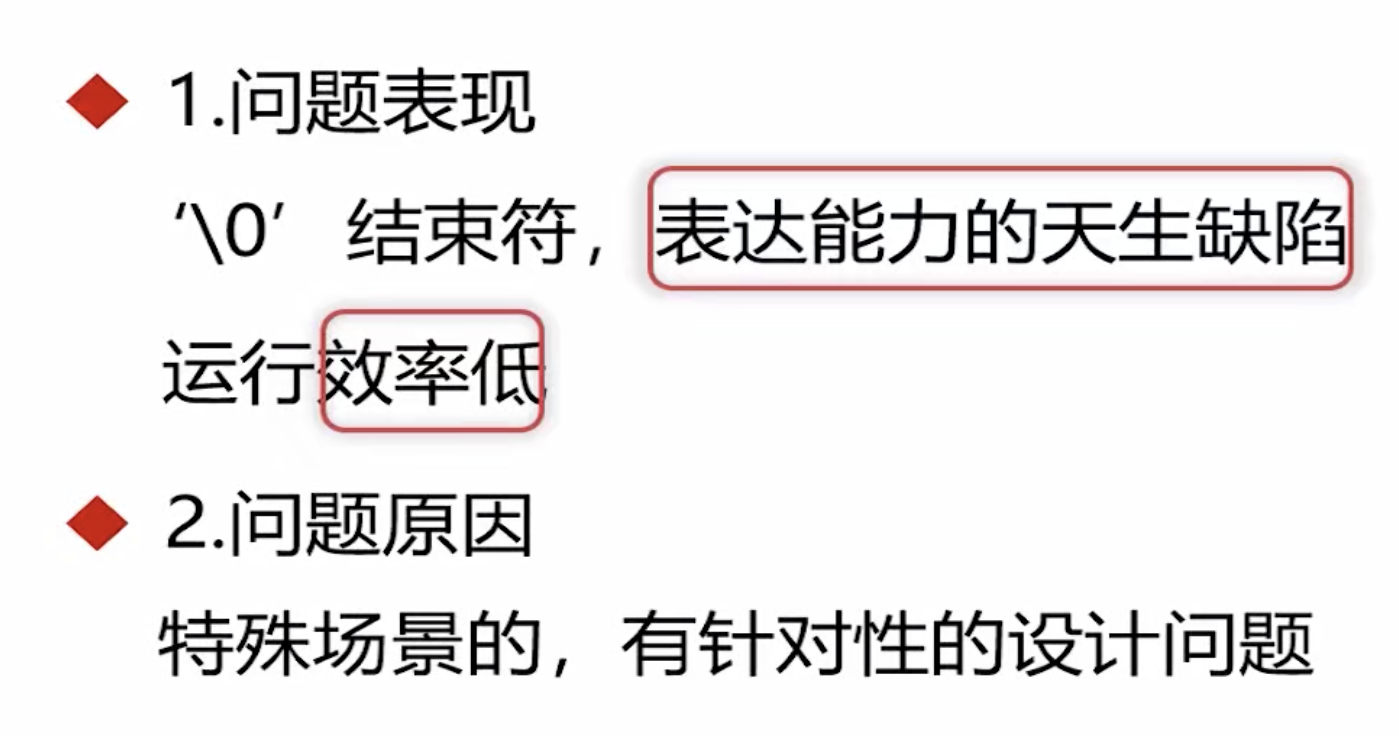 1.问题表现
‘\0’ 结束符，表达能力的天生缺陷
运行效率低
2.问题原因
特殊场景的，有针对性的设计问题